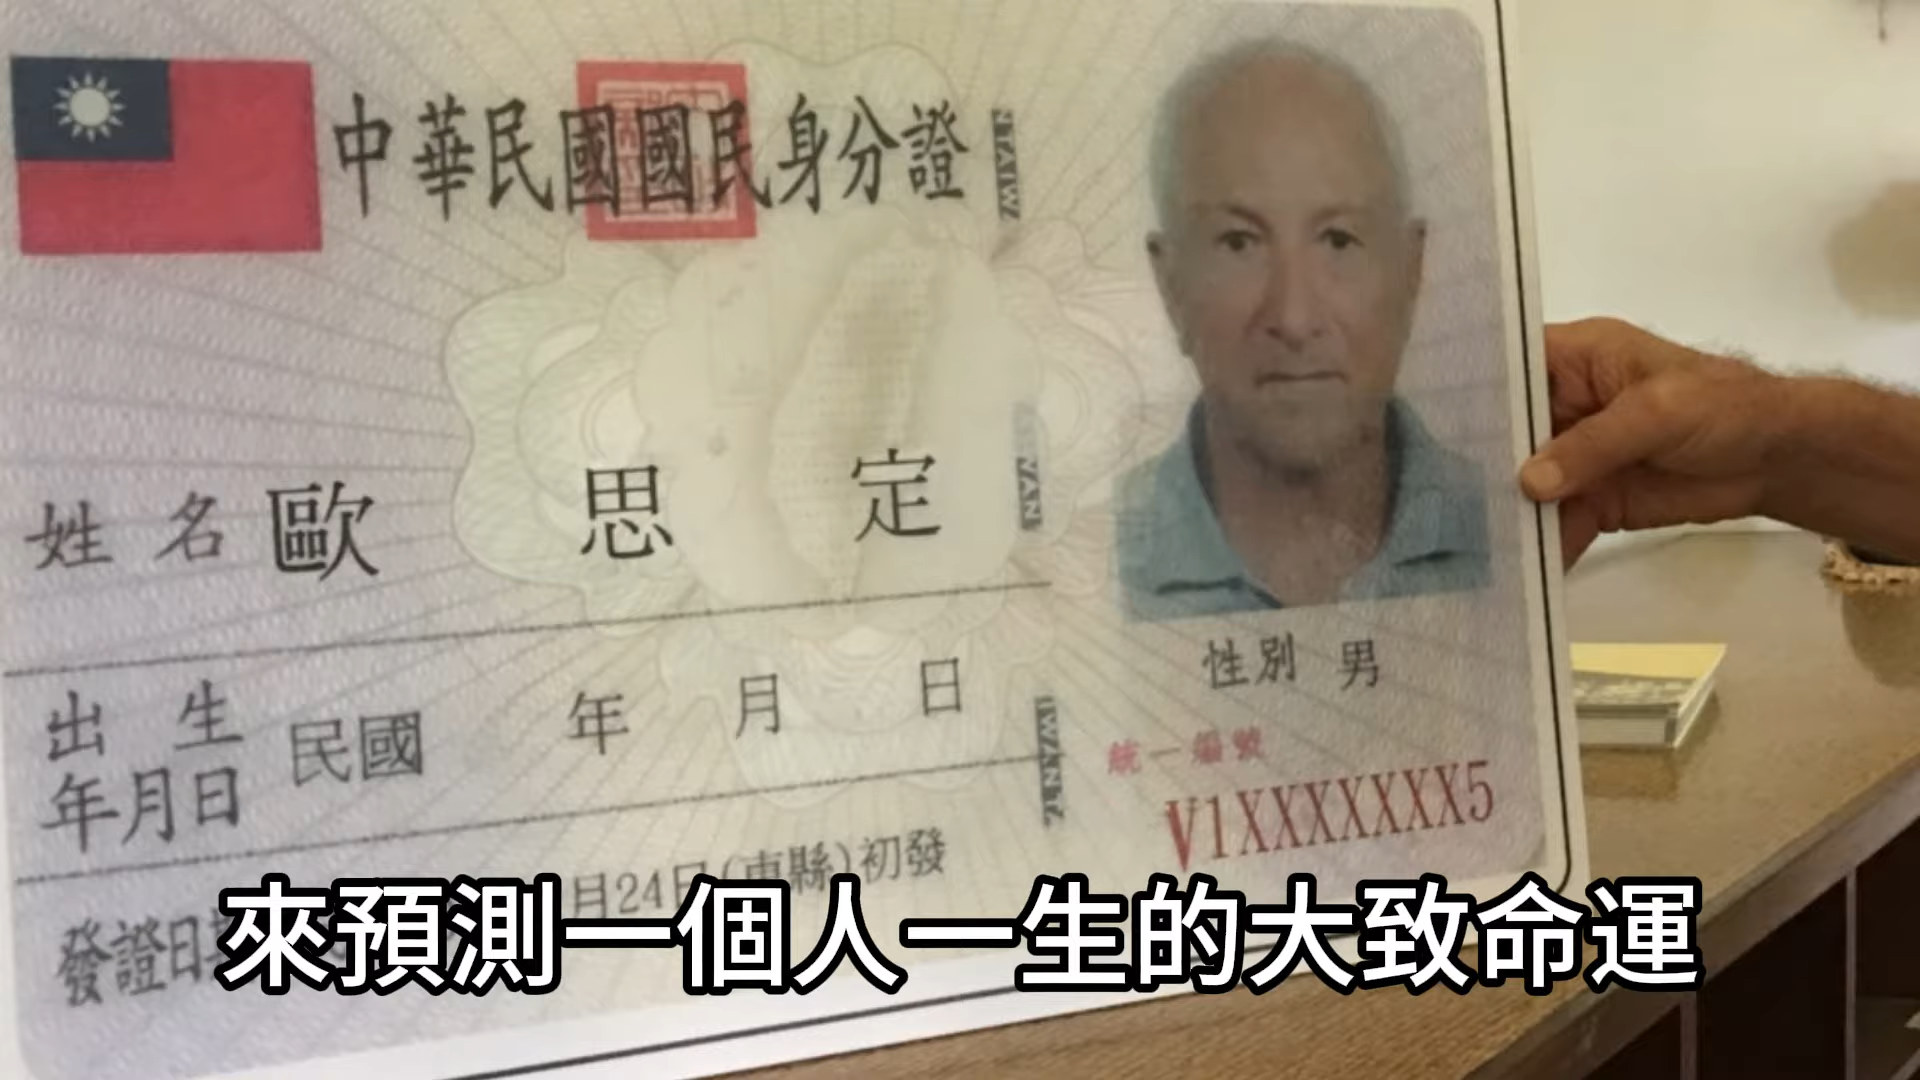 中華民國國民身分證
姓名 歐思定
出生年月日 民國 年 月 日
性別 男
統一編號
V1XXXXXXX5
發證日期 月24日(東縣)初發
TAIWAN
來預測一個人一生的大致命運